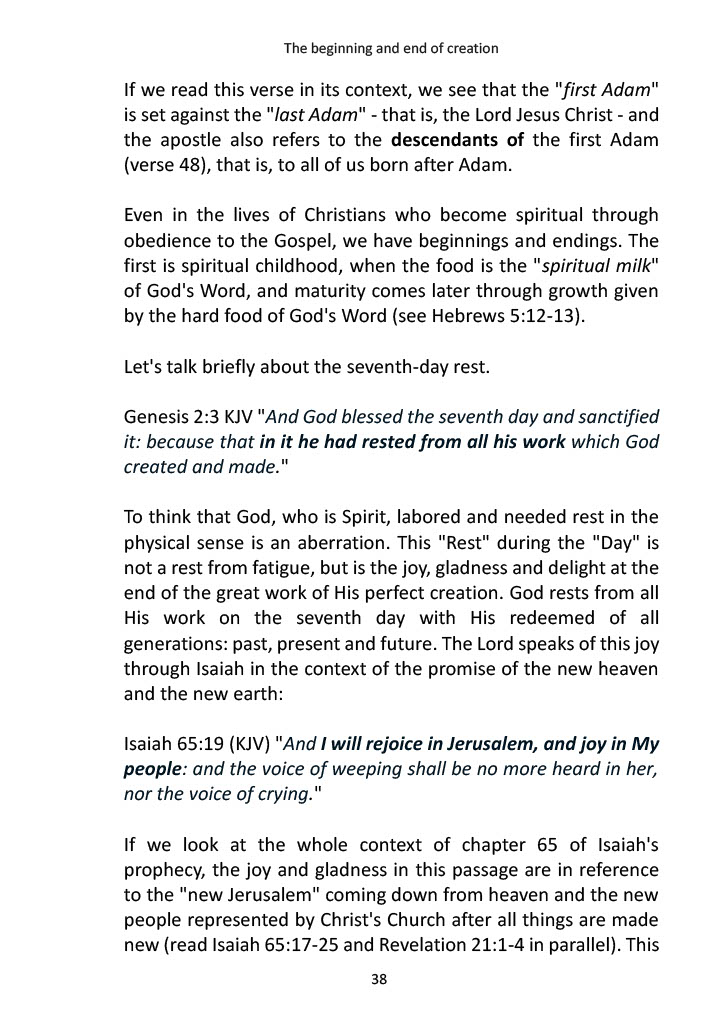 The beginning and end of creation
If we read this verse in its context, we see that the "first Adam"
is set against the "last Adam" - that is, the Lord Jesus Christ - and
the apostle also refers to the descendants of the first Adam
(verse 48), that is, to all of us born after Adam.
Even in the lives of Christians who become spiritual through
obedience to the Gospel, we have beginnings and endings. The
first is spiritual childhood, when the food is the "spiritual milk"
of God's Word, and maturity comes later through growth given
by the hard food of God's Word (see Hebrews 5:12-13).
Let's talk briefly about the seventh-day rest.
Genesis 2:3 KJV "And God blessed the seventh day and sanctified
it: because that in it he had rested from all his work which God
created and made."
To think that God, who is Spirit, labored and needed rest in the
physical sense is an aberration. This "Rest" during the "Day" is
not a rest from fatigue, but is the joy, gladness and delight at the
end of the great work of His perfect creation. God rests from all
His work on the seventh day with His redeemed of all
generations: past, present and future. The Lord speaks of this joy
through Isaiah in the context of the promise of the new heaven
and the new earth:
Isaiah 65:19 (KJV) "And I will rejoice in Jerusalem, and joy in My
people: and the voice of weeping shall be no more heard in her,
nor the voice of crying."
If we look at the whole context of chapter 65 of Isaiah's
prophecy, the joy and gladness in this passage are in reference
to the "new Jerusalem" coming down from heaven and the new
people represented by Christ's Church after all things are made
new (read Isaiah 65:17-25 and Revelation 21:1-4 in parallel). This
38